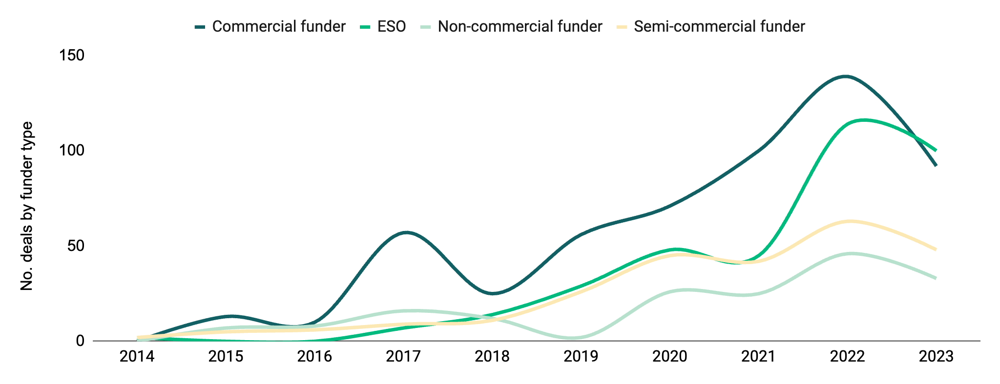 Commercial funder ESO Non-commercial funder Semi-commercial funder
No. deals by funder type
150
100
50
0
2014 2015 2016 2017 2018 2019 2020 2021 2022 2023